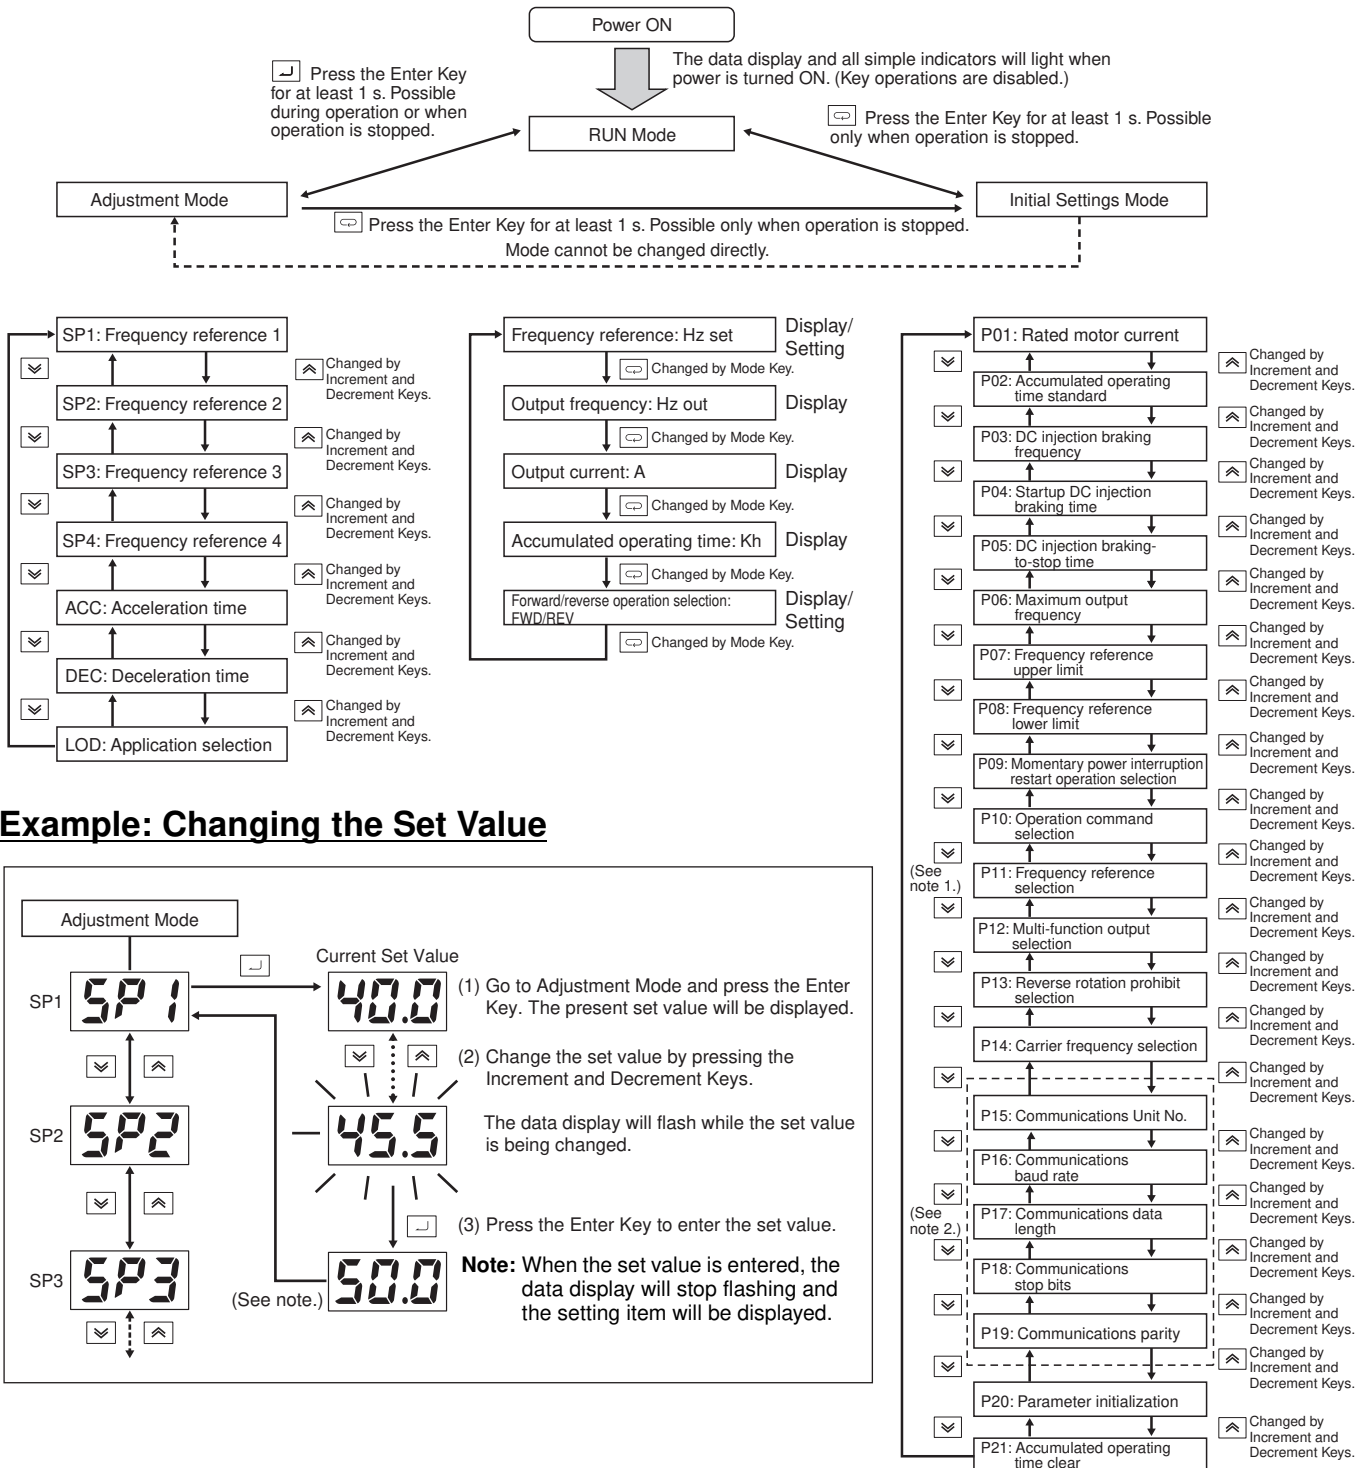 Power ON
The data display and all simple indicators will light when
power is turned ON. (Key operations are disabled.)
Press the Enter Key
for at least 1 s. Possible
during operation or when
operation is stopped.
Press the Enter Key for at least 1 s. Possible
only when operation is stopped.
RUN Mode
Adjustment Mode
Initial Settings Mode
Press the Enter Key for at least 1 s. Possible only when operation is stopped.
Mode cannot be changed directly.
SP1: Frequency reference 1
Changed by
Increment and
Decrement Keys.
SP2: Frequency reference 2
Changed by
Increment and
Decrement Keys.
SP3: Frequency reference 3
Changed by
Increment and
Decrement Keys.
SP4: Frequency reference 4
Changed by
Increment and
Decrement Keys.
ACC: Acceleration time
Changed by
Increment and
Decrement Keys.
DEC: Deceleration time
Changed by
Increment and
Decrement Keys.
LOD: Application selection
Frequency reference: Hz set
Display/
Setting
Changed by Mode Key.
Output frequency: Hz out
Display
Changed by Mode Key.
Output current: A
Display
Changed by Mode Key.
Accumulated operating time: Kh
Display
Changed by Mode Key.
Forward/reverse operation selection:
FWD/REV
Display/
Setting
Changed by Mode Key.
P01: Rated motor current
Changed by
Increment and
Decrement Keys.
P02: Accumulated operating
time standard
Changed by
Increment and
Decrement Keys.
P03: DC injection braking
frequency
Changed by
Increment and
Decrement Keys.
P04: Startup DC injection
braking time
Changed by
Increment and
Decrement Keys.
P05: DC injection braking-
to-stop time
Changed by
Increment and
Decrement Keys.
P06: Maximum output
frequency
Changed by
Increment and
Decrement Keys.
P07: Frequency reference
upper limit
Changed by
Increment and
Decrement Keys.
P08: Frequency reference
lower limit
Changed by
Increment and
Decrement Keys.
P09: Momentary power interruption
restart operation selection
Changed by
Increment and
Decrement Keys.
P10: Operation command
selection
Changed by
Increment and
Decrement Keys.
(See
note 1.)
P11: Frequency reference
selection
Changed by
Increment and
Decrement Keys.
P12: Multi-function output
selection
Changed by
Increment and
Decrement Keys.
P13: Reverse rotation prohibit
selection
Changed by
Increment and
Decrement Keys.
P14: Carrier frequency selection
Changed by
Increment and
Decrement Keys.
P15: Communications Unit No.
Changed by
Increment and
Decrement Keys.
P16: Communications
baud rate
Changed by
Increment and
Decrement Keys.
(See
note 2.)
P17: Communications data
length
Changed by
Increment and
Decrement Keys.
P18: Communications
stop bits
Changed by
Increment and
Decrement Keys.
P19: Communications parity
Changed by
Increment and
Decrement Keys.
P20: Parameter initialization
Changed by
Increment and
Decrement Keys.
P21: Accumulated operating
time clear
Example: Changing the Set Value
Adjustment Mode
Current Set Value
SP1
SP1
40.0
(1) Go to Adjustment Mode and press the Enter
Key. The present set value will be displayed.
(2) Change the set value by pressing the
Increment and Decrement Keys.
SP2
SP2
45.5
The data display will flash while the set value
is being changed.
(3) Press the Enter Key to enter the set value.
SP3
SP3
(See note.)
50.0
Note: When the set value is entered, the
data display will stop flashing and
the setting item will be displayed.